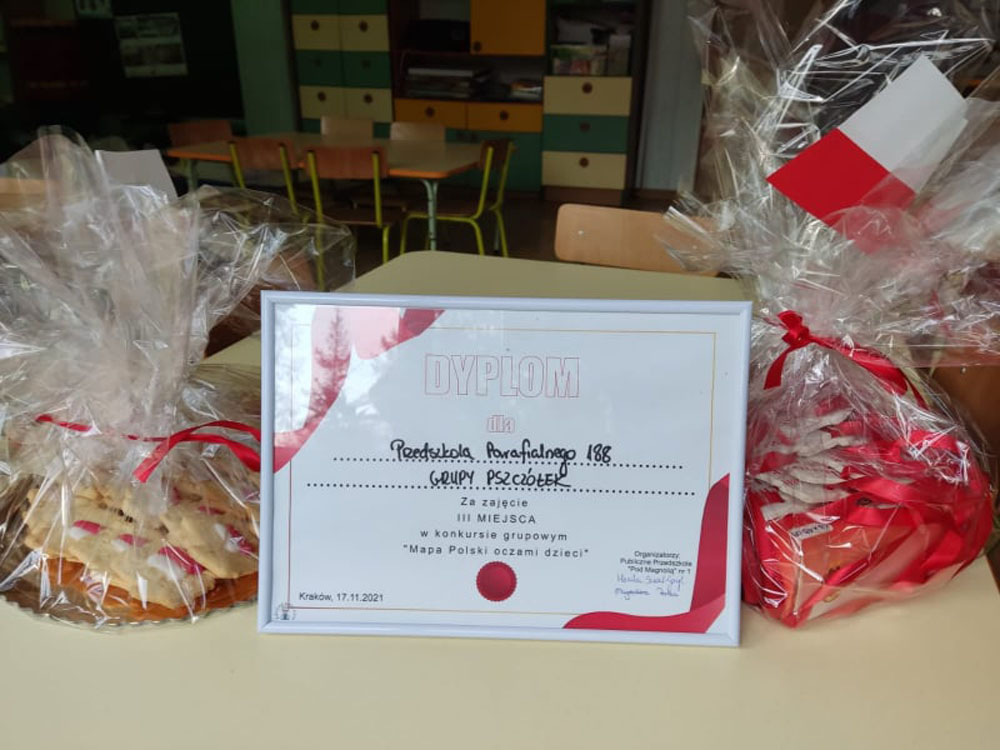 DYPLOM
dla
Przedszkola Parafialnego 188
GRUPY PSZCZÓŁEK
Za zajęcie
III MIEJSCA
w konkursie grupowym
"Mapa Polski oczami dzieci"
Organizatorzy:
Publiczne Przedszkole
"Pod Magnolią" nr 1
Kraków, 17.11.2021